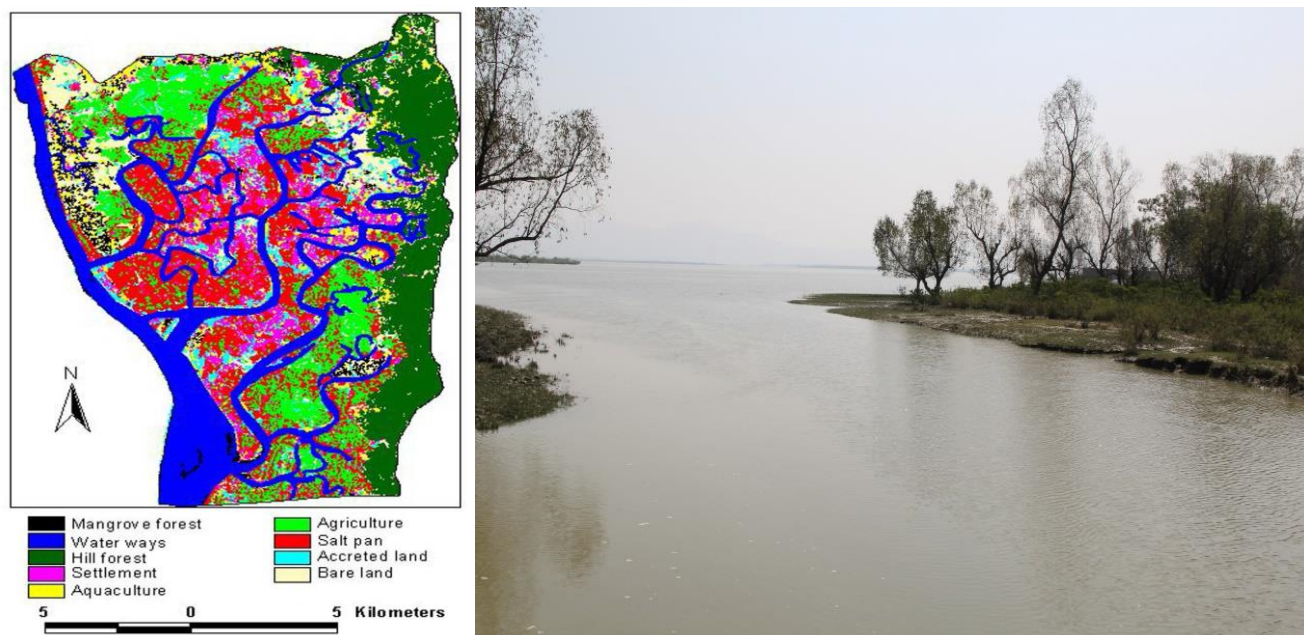 N
Mangrove forest
Water ways
Hill forest
Settlement
Aquaculture
Agriculture
Salt pan
Accreted land
Bare land
5 0 5 Kilometers